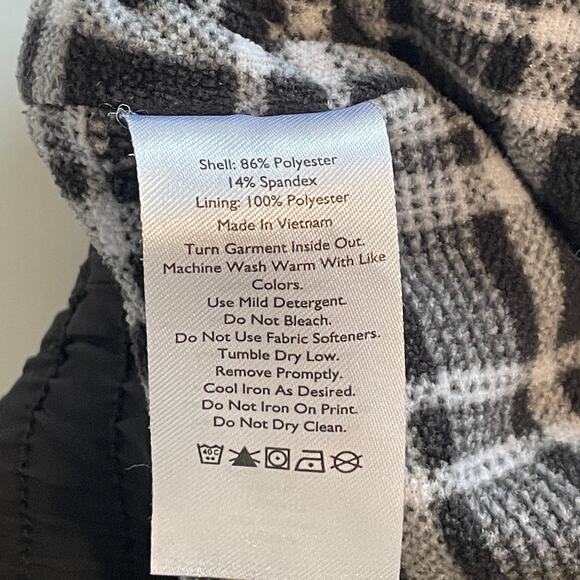 Shell: 86% Polyester
14% Spandex
Lining: 100% Polyester
Made In Vietnam
Turn Garment Inside Out.
Machine Wash Warm With Like
Colors.
Use Mild Detergent.
Do Not Bleach.
Do Not Use Fabric Softeners.
Tumble Dry Low.
Remove Promptly.
Cool Iron As Desired.
Do Not Iron On Print.
Do Not Dry Clean.
40C